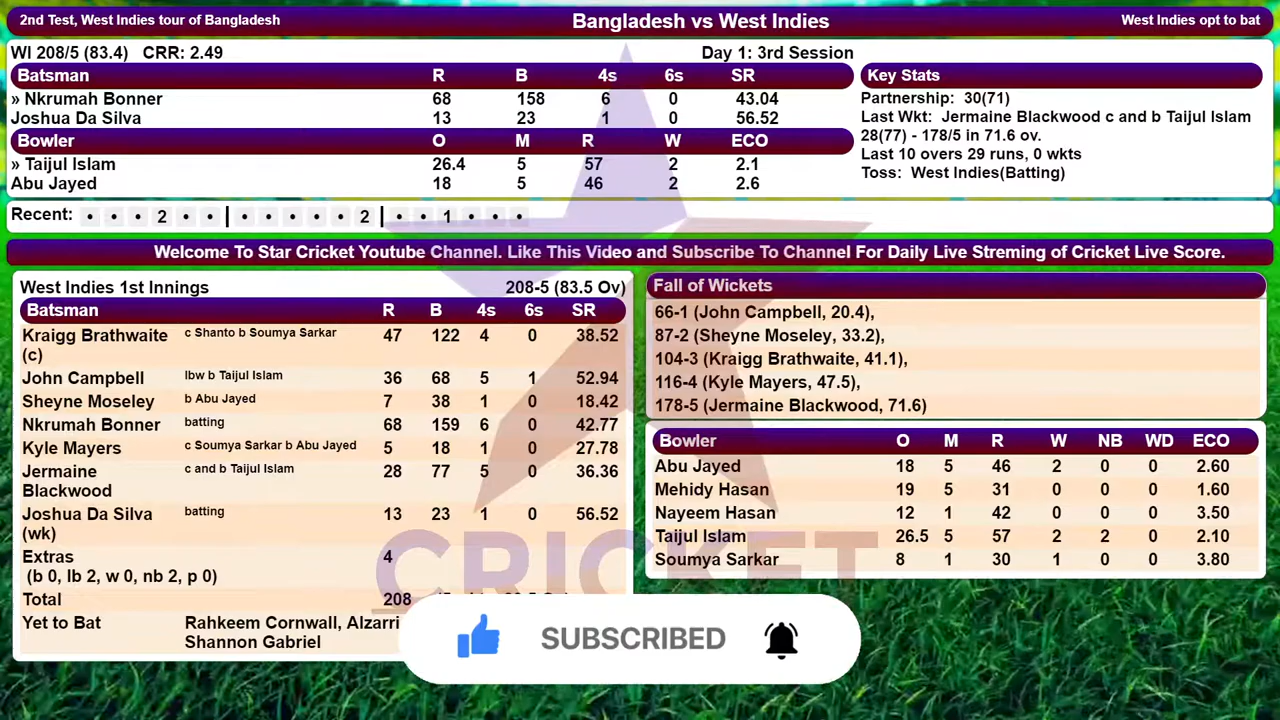 2nd Test, West Indies tour of Bangladesh Bangladesh vs West Indies West Indies opt to bat
WI 208/5 (83.4) CRR: 2.49 Day 1: 3rd Session
Batsman R B 4s 6s SR
» Nkrumah Bonner 68 158 6 0 43.04
Joshua Da Silva 13 23 1 0 56.52
Bowler O M R W ECO
» Taijul Islam 26.4 5 57 2 2.1
Abu Jayed 18 5 46 2 2.6
Key Stats
Partnership: 30(71)
Last Wkt: Jermaine Blackwood c and b Taijul Islam
28(77) - 178/5 in 71.6 ov.
Last 10 overs 29 runs, 0 wkts
Toss: West Indies(Batting)
Recent: • • • 2 • • | • • • • • 2 | • • 1 • • •
Welcome To Star Cricket Youtube Channel. Like This Video and Subscribe To Channel For Daily Live Streming of Cricket Live Score.
West Indies 1st Innings 208-5 (83.5 Ov)
Batsman R B 4s 6s SR
Kraigg Brathwaite c Shanto b Soumya Sarkar 47 122 4 0 38.52
(c)
John Campbell lbw b Taijul Islam 36 68 5 1 52.94
Sheyne Moseley b Abu Jayed 7 38 1 0 18.42
Nkrumah Bonner batting 68 159 6 0 42.77
Kyle Mayers c Soumya Sarkar b Abu Jayed 5 18 1 0 27.78
Jermaine c and b Taijul Islam 28 77 5 0 36.36
Blackwood
Joshua Da Silva batting 13 23 1 0 56.52
(wk)
Extras 4
(b 0, lb 2, w 0, nb 2, p 0)
Total 208
Yet to Bat Rahkeem Cornwall, Alzarri
Shannon Gabriel
Fall of Wickets
66-1 (John Campbell, 20.4),
87-2 (Sheyne Moseley, 33.2),
104-3 (Kraigg Brathwaite, 41.1),
116-4 (Kyle Mayers, 47.5),
178-5 (Jermaine Blackwood, 71.6)
Bowler O M R W NB WD ECO
Abu Jayed 18 5 46 2 0 0 2.60
Mehidy Hasan 19 5 31 0 0 0 1.60
Nayeem Hasan 12 1 42 0 0 0 3.50
Taijul Islam 26.5 5 57 2 2 0 2.10
Soumya Sarkar 8 1 30 1 0 0 3.80
CRICKET
SUBSCRIBED